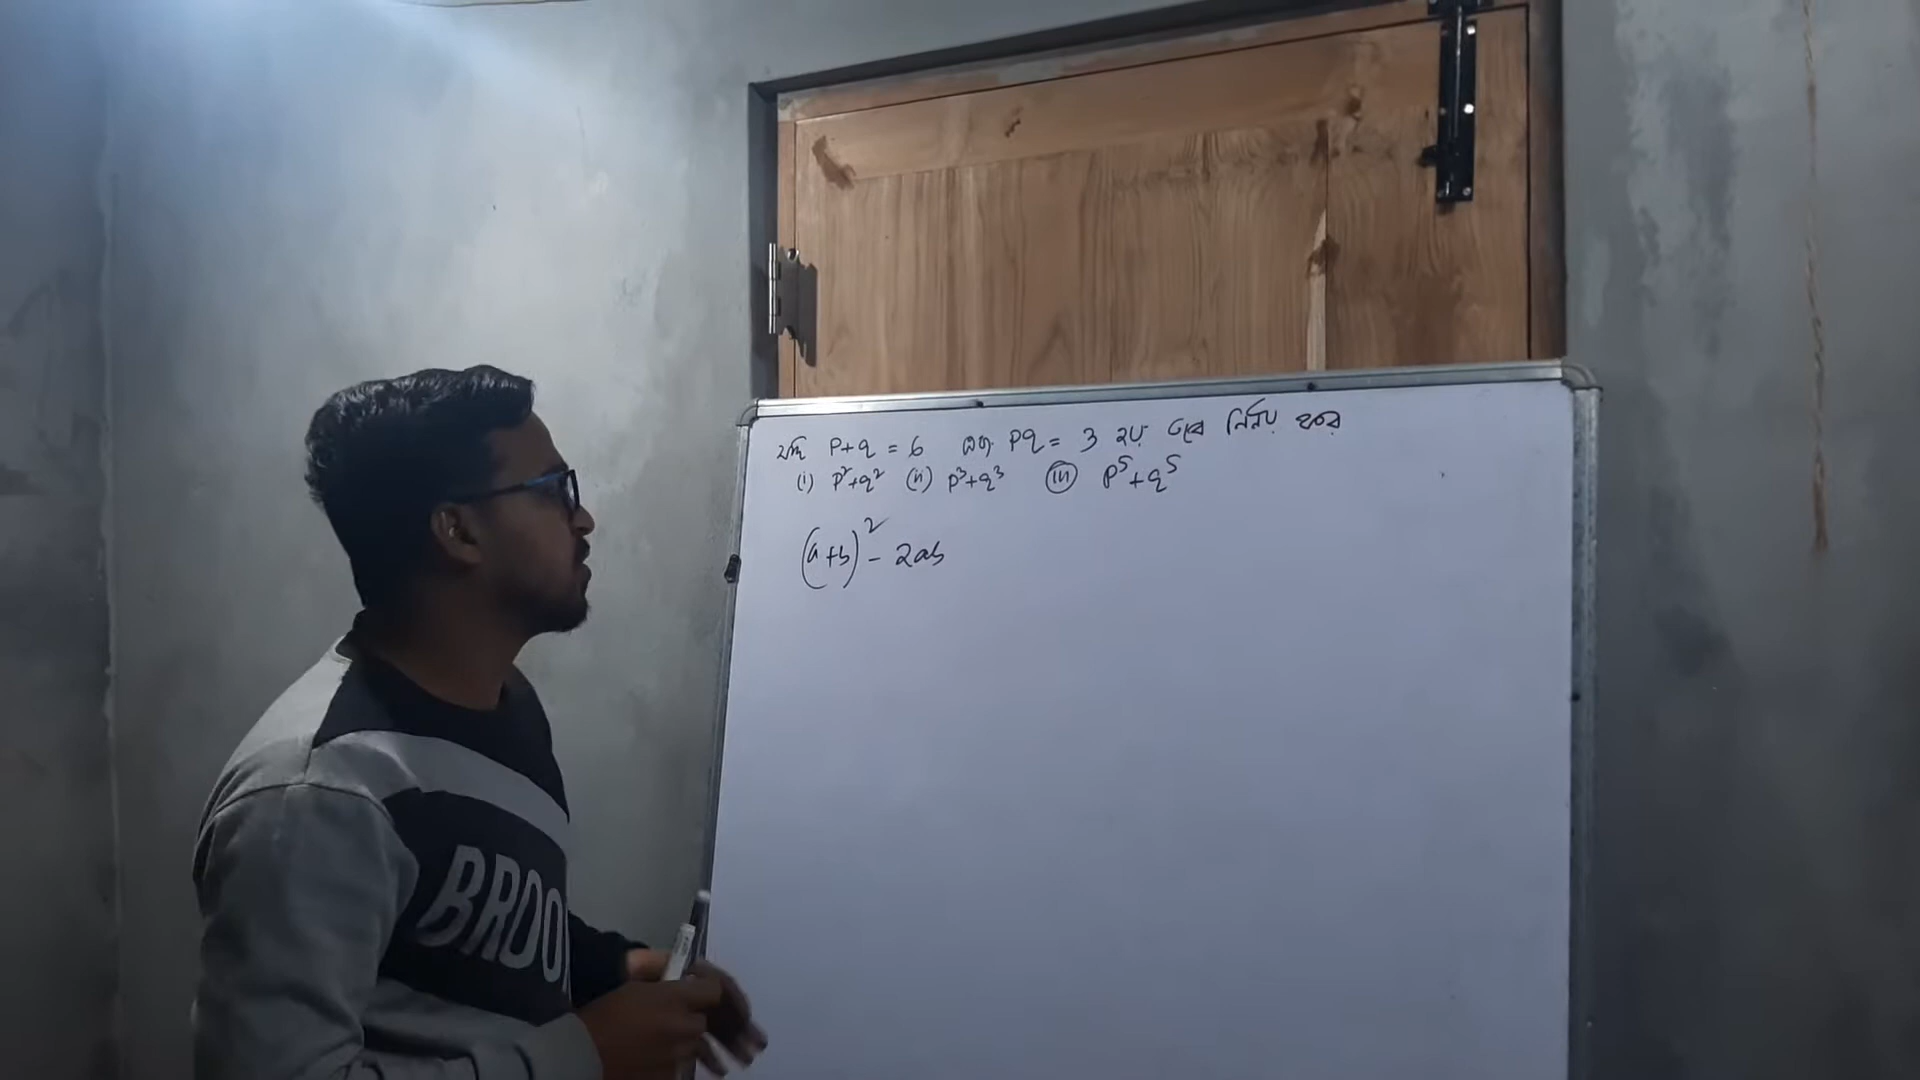 যদি p+q = 6 এবং pq = 3 হয় তবে নির্ণয় কর
(i) p²+q² (ii) p³+q³ (iii) p⁵+q⁵
(a+b)² - 2ab
BROO